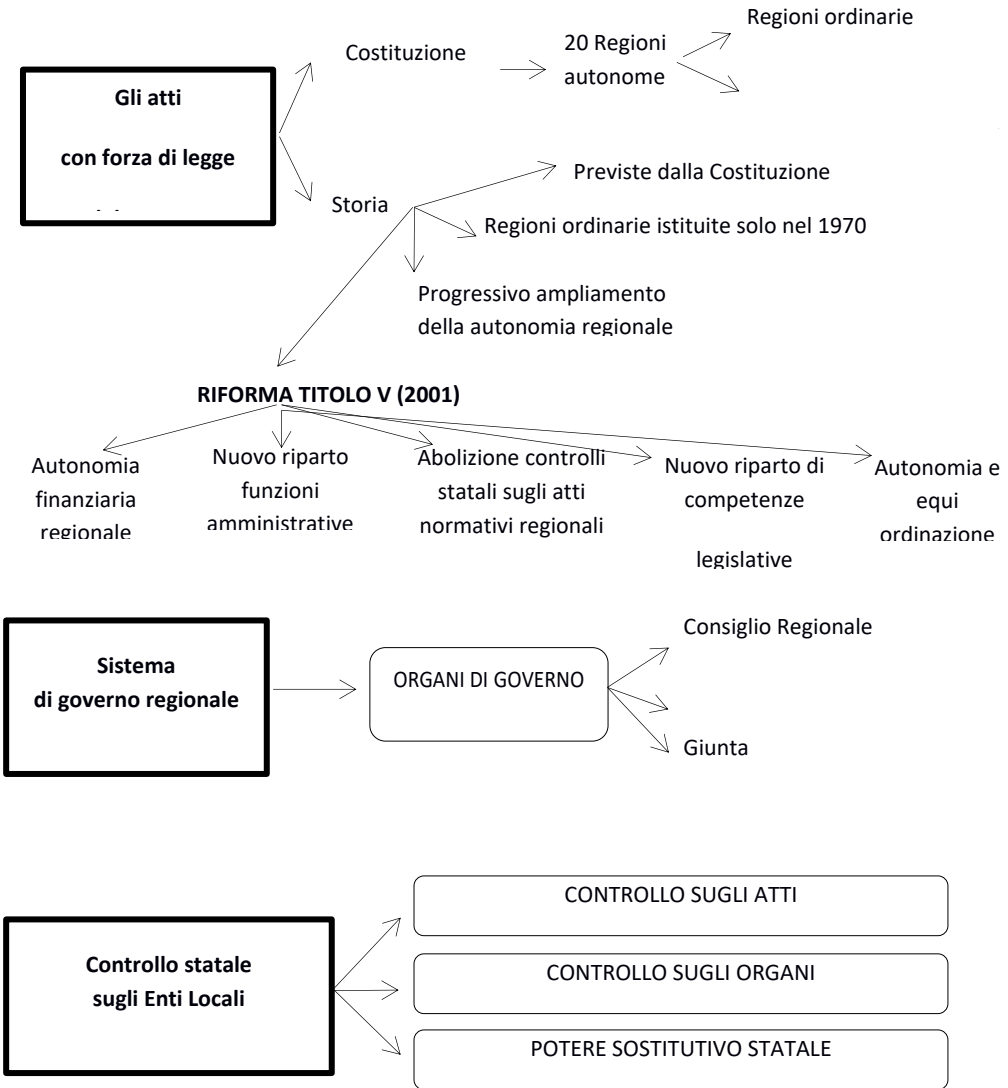 Regioni ordinarie
Costituzione
20 Regioni
autonome
Gli atti
con forza di legge
Previste dalla Costituzione
Storia
Regioni ordinarie istituite solo nel 1970
Progressivo ampliamento
della autonomia regionale
RIFORMA TITOLO V (2001)
Autonomia
finanziaria
regionale
Nuovo riparto
funzioni
amministrative
Abolizione controlli
statali sugli atti
normativi regionali
Nuovo riparto di
competenze
legislative
Autonomia e
equi
ordinazione
Sistema
di governo regionale
ORGANI DI GOVERNO
Consiglio Regionale
Giunta
Controllo statale
sugli Enti Locali
CONTROLLO SUGLI ATTI
CONTROLLO SUGLI ORGANI
POTERE SOSTITUTIVO STATALE